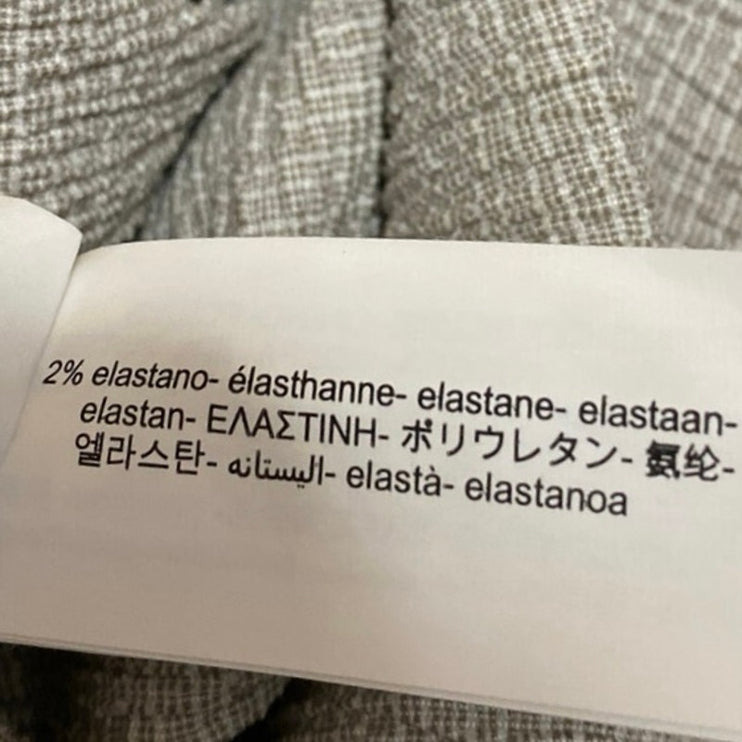 2% elastano- élasthanne- elastane- elastaan-
elastan- ΕΛΑΣΤΙΝΗ- ポリウレタン- 氨纶-
엘라스탄- اليستانه- elastà- elastanoa